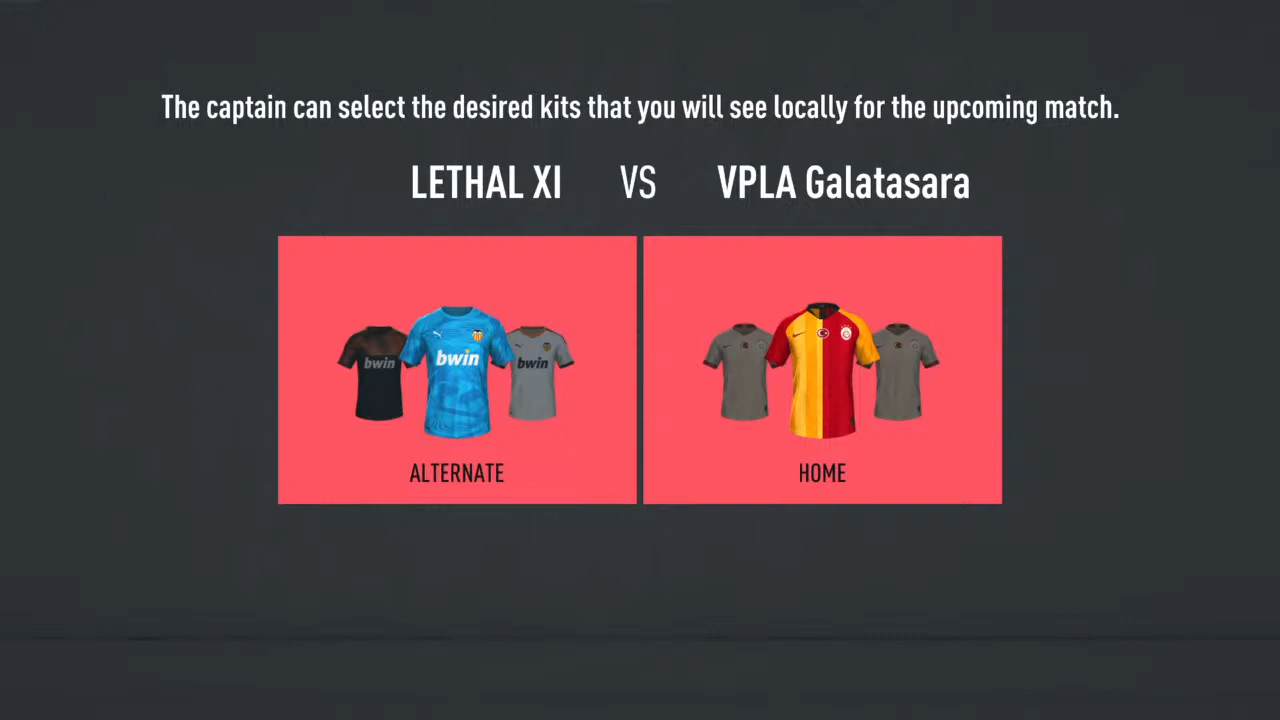 The captain can select the desired kits that you will see locally for the upcoming match.
LETHAL XI VS VPLA Galatasara
bwin bwin bwin
ALTERNATE HOME